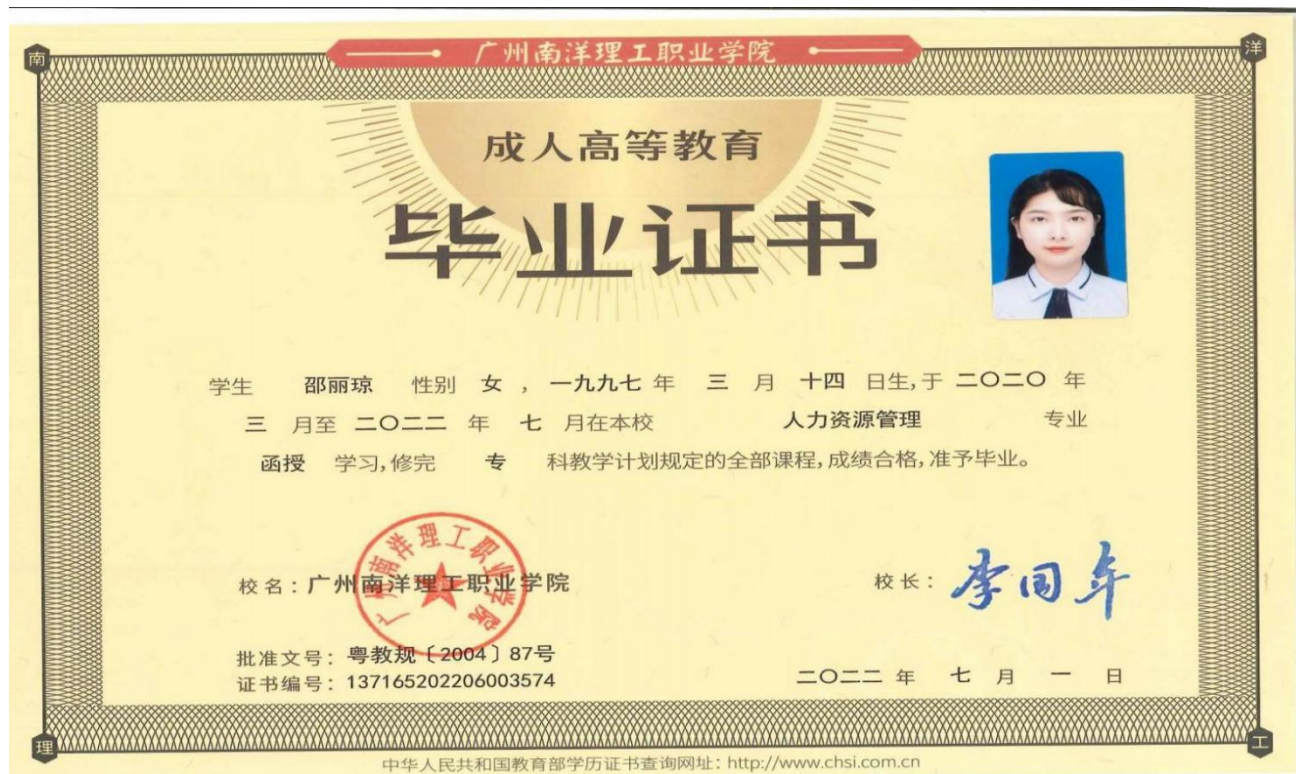 南
洋
广州南洋理工职业学院
成人高等教育
毕业证书
学生 邵丽琼 性别 女 , 一九九七 年 三 月 十四 日生,于 二〇二〇 年
三 月至 二〇二二 年 七 月在本校 人力资源管理 专业
函授 学习,修完 专 科教学计划规定的全部课程,成绩合格,准予毕业。
广州南洋理工职业学院
校名:广州南洋理工职业学院
校长:李国年
批准文号:粤教规〔2004〕87号
证书编号:137165202206003574
二〇二二 年 七 月 一 日
理
工
中华人民共和国教育部学历证书查询网址:http://www.chsi.com.cn